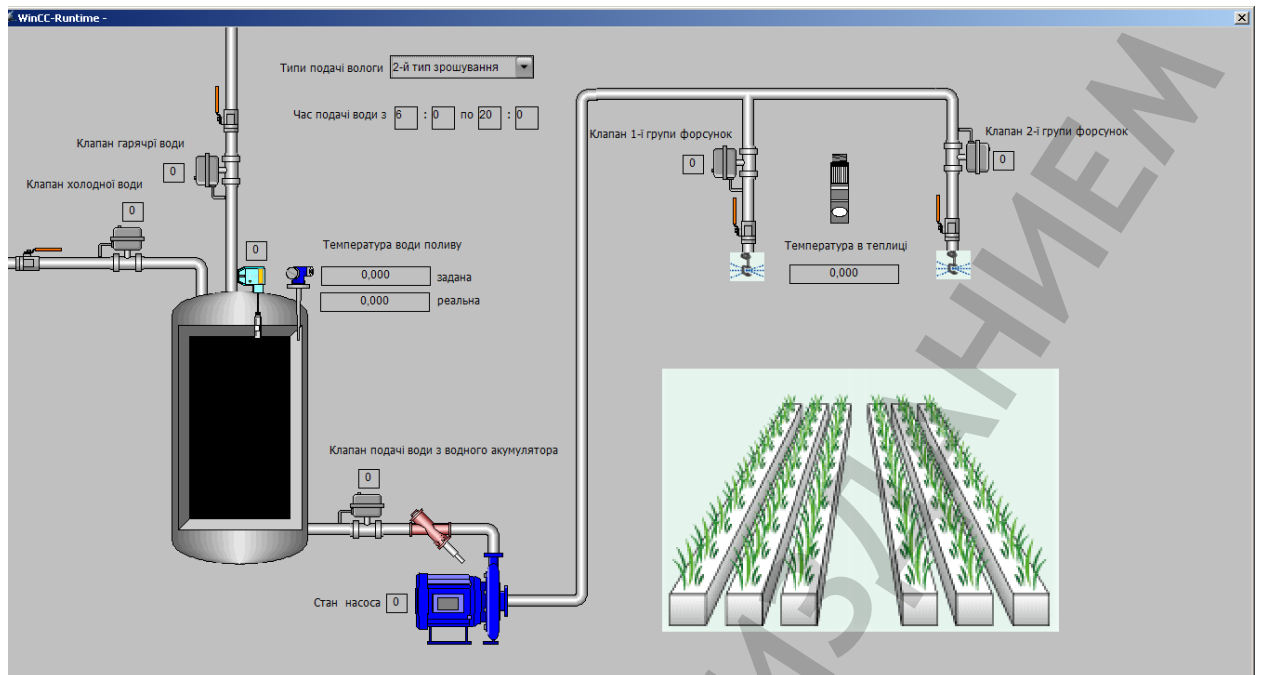 WinCC-Runtime -
Типи подачі вологи 2-й тип зрошування
Час подачі води з 6 : 0 по 20 : 0
Клапан 1-ї групи форсунок
0
Клапан 2-ї групи форсунок
0
Клапан гарячрї води
0
Клапан холодної води
0
0
Температура води поливу
0,000 задана
0,000 реальна
Температура в теплиці
0,000
Клапан подачі води з водного акумулятора
0
Стан насоса 0